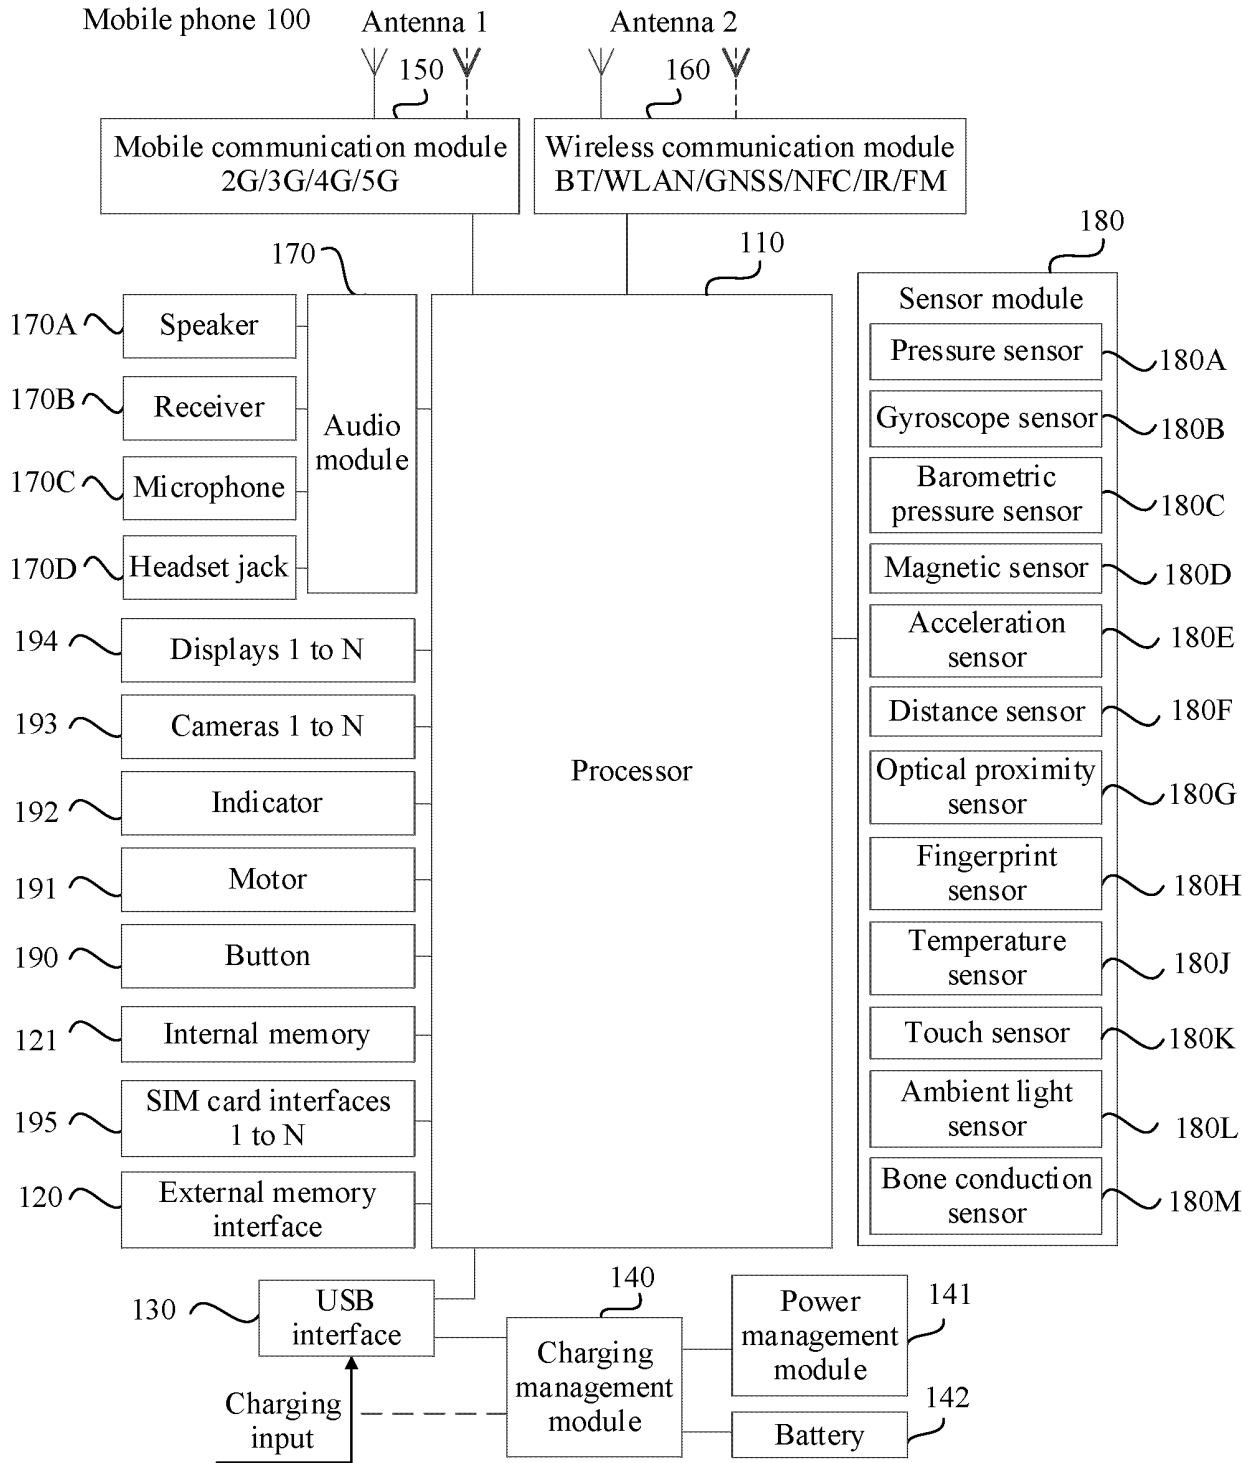 Mobile phone 100
Antenna 1
Antenna 2
150
160
Mobile communication module
2G/3G/4G/5G
Wireless communication module
BT/WLAN/GNSS/NFC/IR/FM
170
110
180
170A
Speaker
170B
Receiver
170C
Microphone
170D
Headset jack
Audio
module
194
Displays 1 to N
193
Cameras 1 to N
192
Indicator
191
Motor
190
Button
121
Internal memory
195
SIM card interfaces
1 to N
120
External memory
interface
Processor
Sensor module
Pressure sensor
180A
Gyroscope sensor
180B
Barometric
pressure sensor
180C
Magnetic sensor
180D
Acceleration
sensor
180E
Distance sensor
180F
Optical proximity
sensor
180G
Fingerprint
sensor
180H
Temperature
sensor
180J
Touch sensor
180K
Ambient light
sensor
180L
Bone conduction
sensor
180M
130
USB
interface
140
Charging
management
module
Power
management
module
141
Battery
142
Charging
input